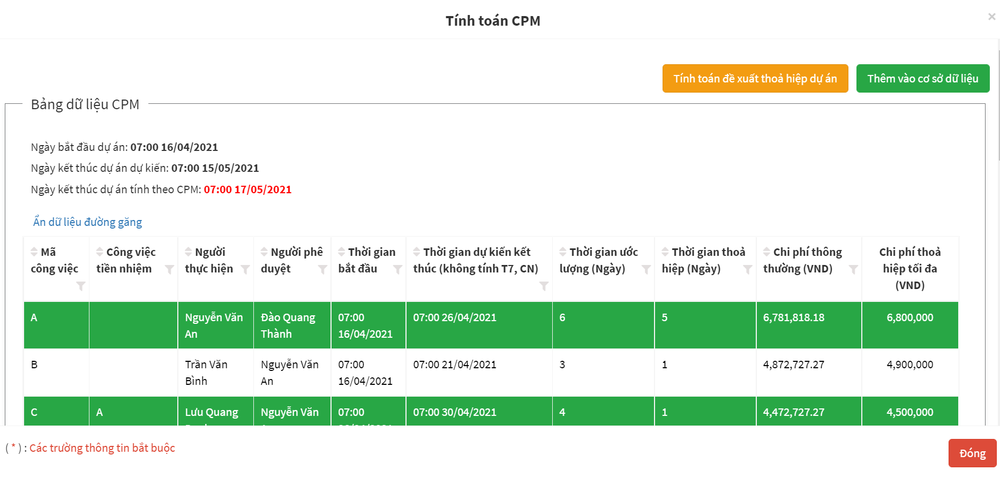 Tính toán CPM
×
Tính toán đề xuất thoả hiệp dự án
Thêm vào cơ sở dữ liệu
Bảng dữ liệu CPM
Ngày bắt đầu dự án: 07:00 16/04/2021
Ngày kết thúc dự án dự kiến: 07:00 15/05/2021
Ngày kết thúc dự án tính theo CPM: 07:00 17/05/2021
Ẩn dữ liệu đường găng
Mã công việc
Công việc tiền nhiệm
Người thực hiện
Người phê duyệt
Thời gian bắt đầu
Thời gian dự kiến kết thúc (không tính T7, CN)
Thời gian ước lượng (Ngày)
Thời gian thoả hiệp (Ngày)
Chi phí thông thường (VND)
Chi phí thoả hiệp tối đa (VND)
A Nguyễn Văn An Đào Quang Thành 07:00 16/04/2021 07:00 26/04/2021 6 5 6,781,818.18 6,800,000
B Trần Văn Bình Nguyễn Văn An 07:00 16/04/2021 07:00 21/04/2021 3 1 4,872,727.27 4,900,000
C A Lưu Quang Nguyễn Văn 07:00 07:00 30/04/2021 4 1 4,472,727.27 4,500,000
( * ) : Các trường thông tin bắt buộc
Đóng